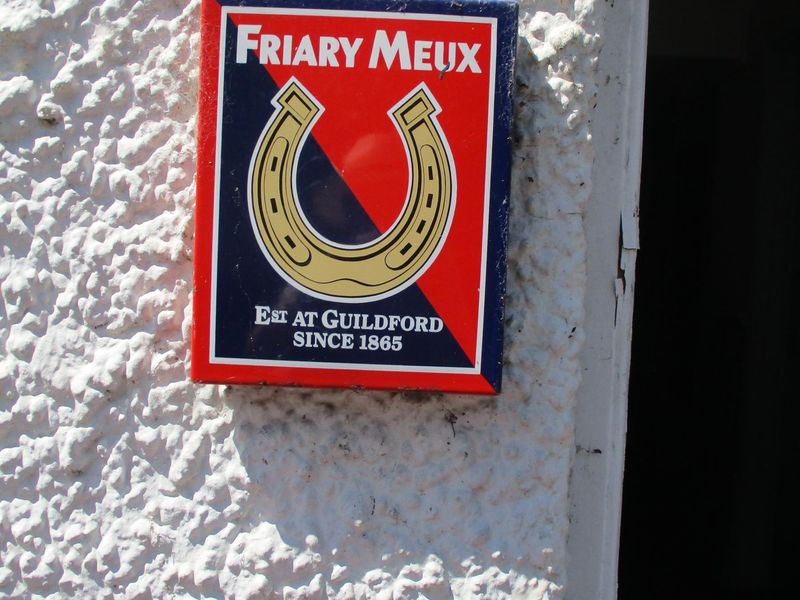 FRIARY MEUX
EST AT GUILDFORD
SINCE 1865